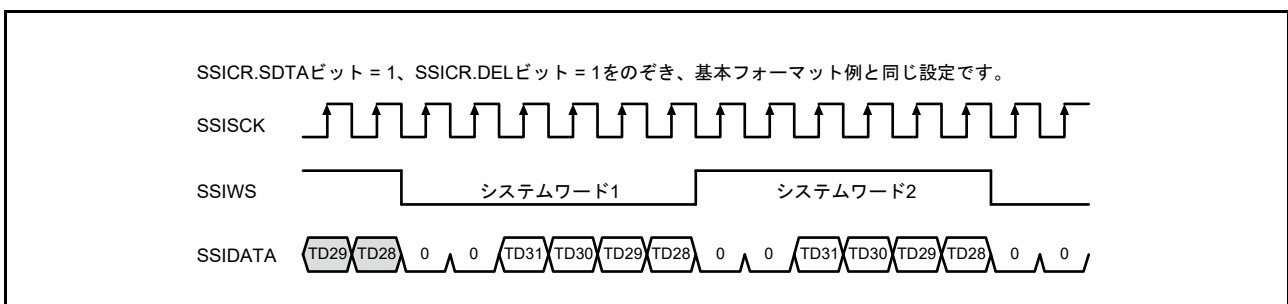 SSICR.SDTAビット = 1、SSICR.DELビット = 1をのぞき、基本フォーマット例と同じ設定です。
SSISCK
SSIWS システムワード1 システムワード2
SSIDATA TD29 TD28 0 0 TD31 TD30 TD29 TD28 0 0 TD31 TD30 TD29 TD28 0 0